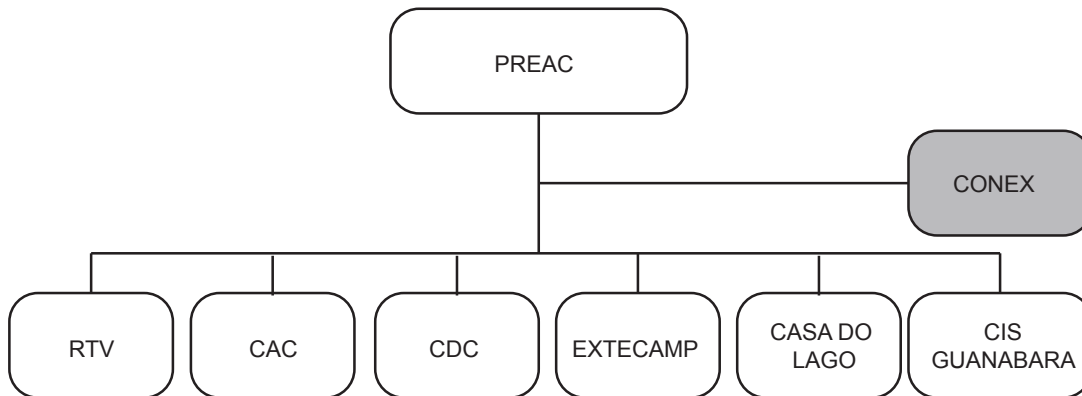 PREAC
CONEX
RTV
CAC
CDC
EXTECAMP
CASA DO
LAGO
CIS
GUANABARA